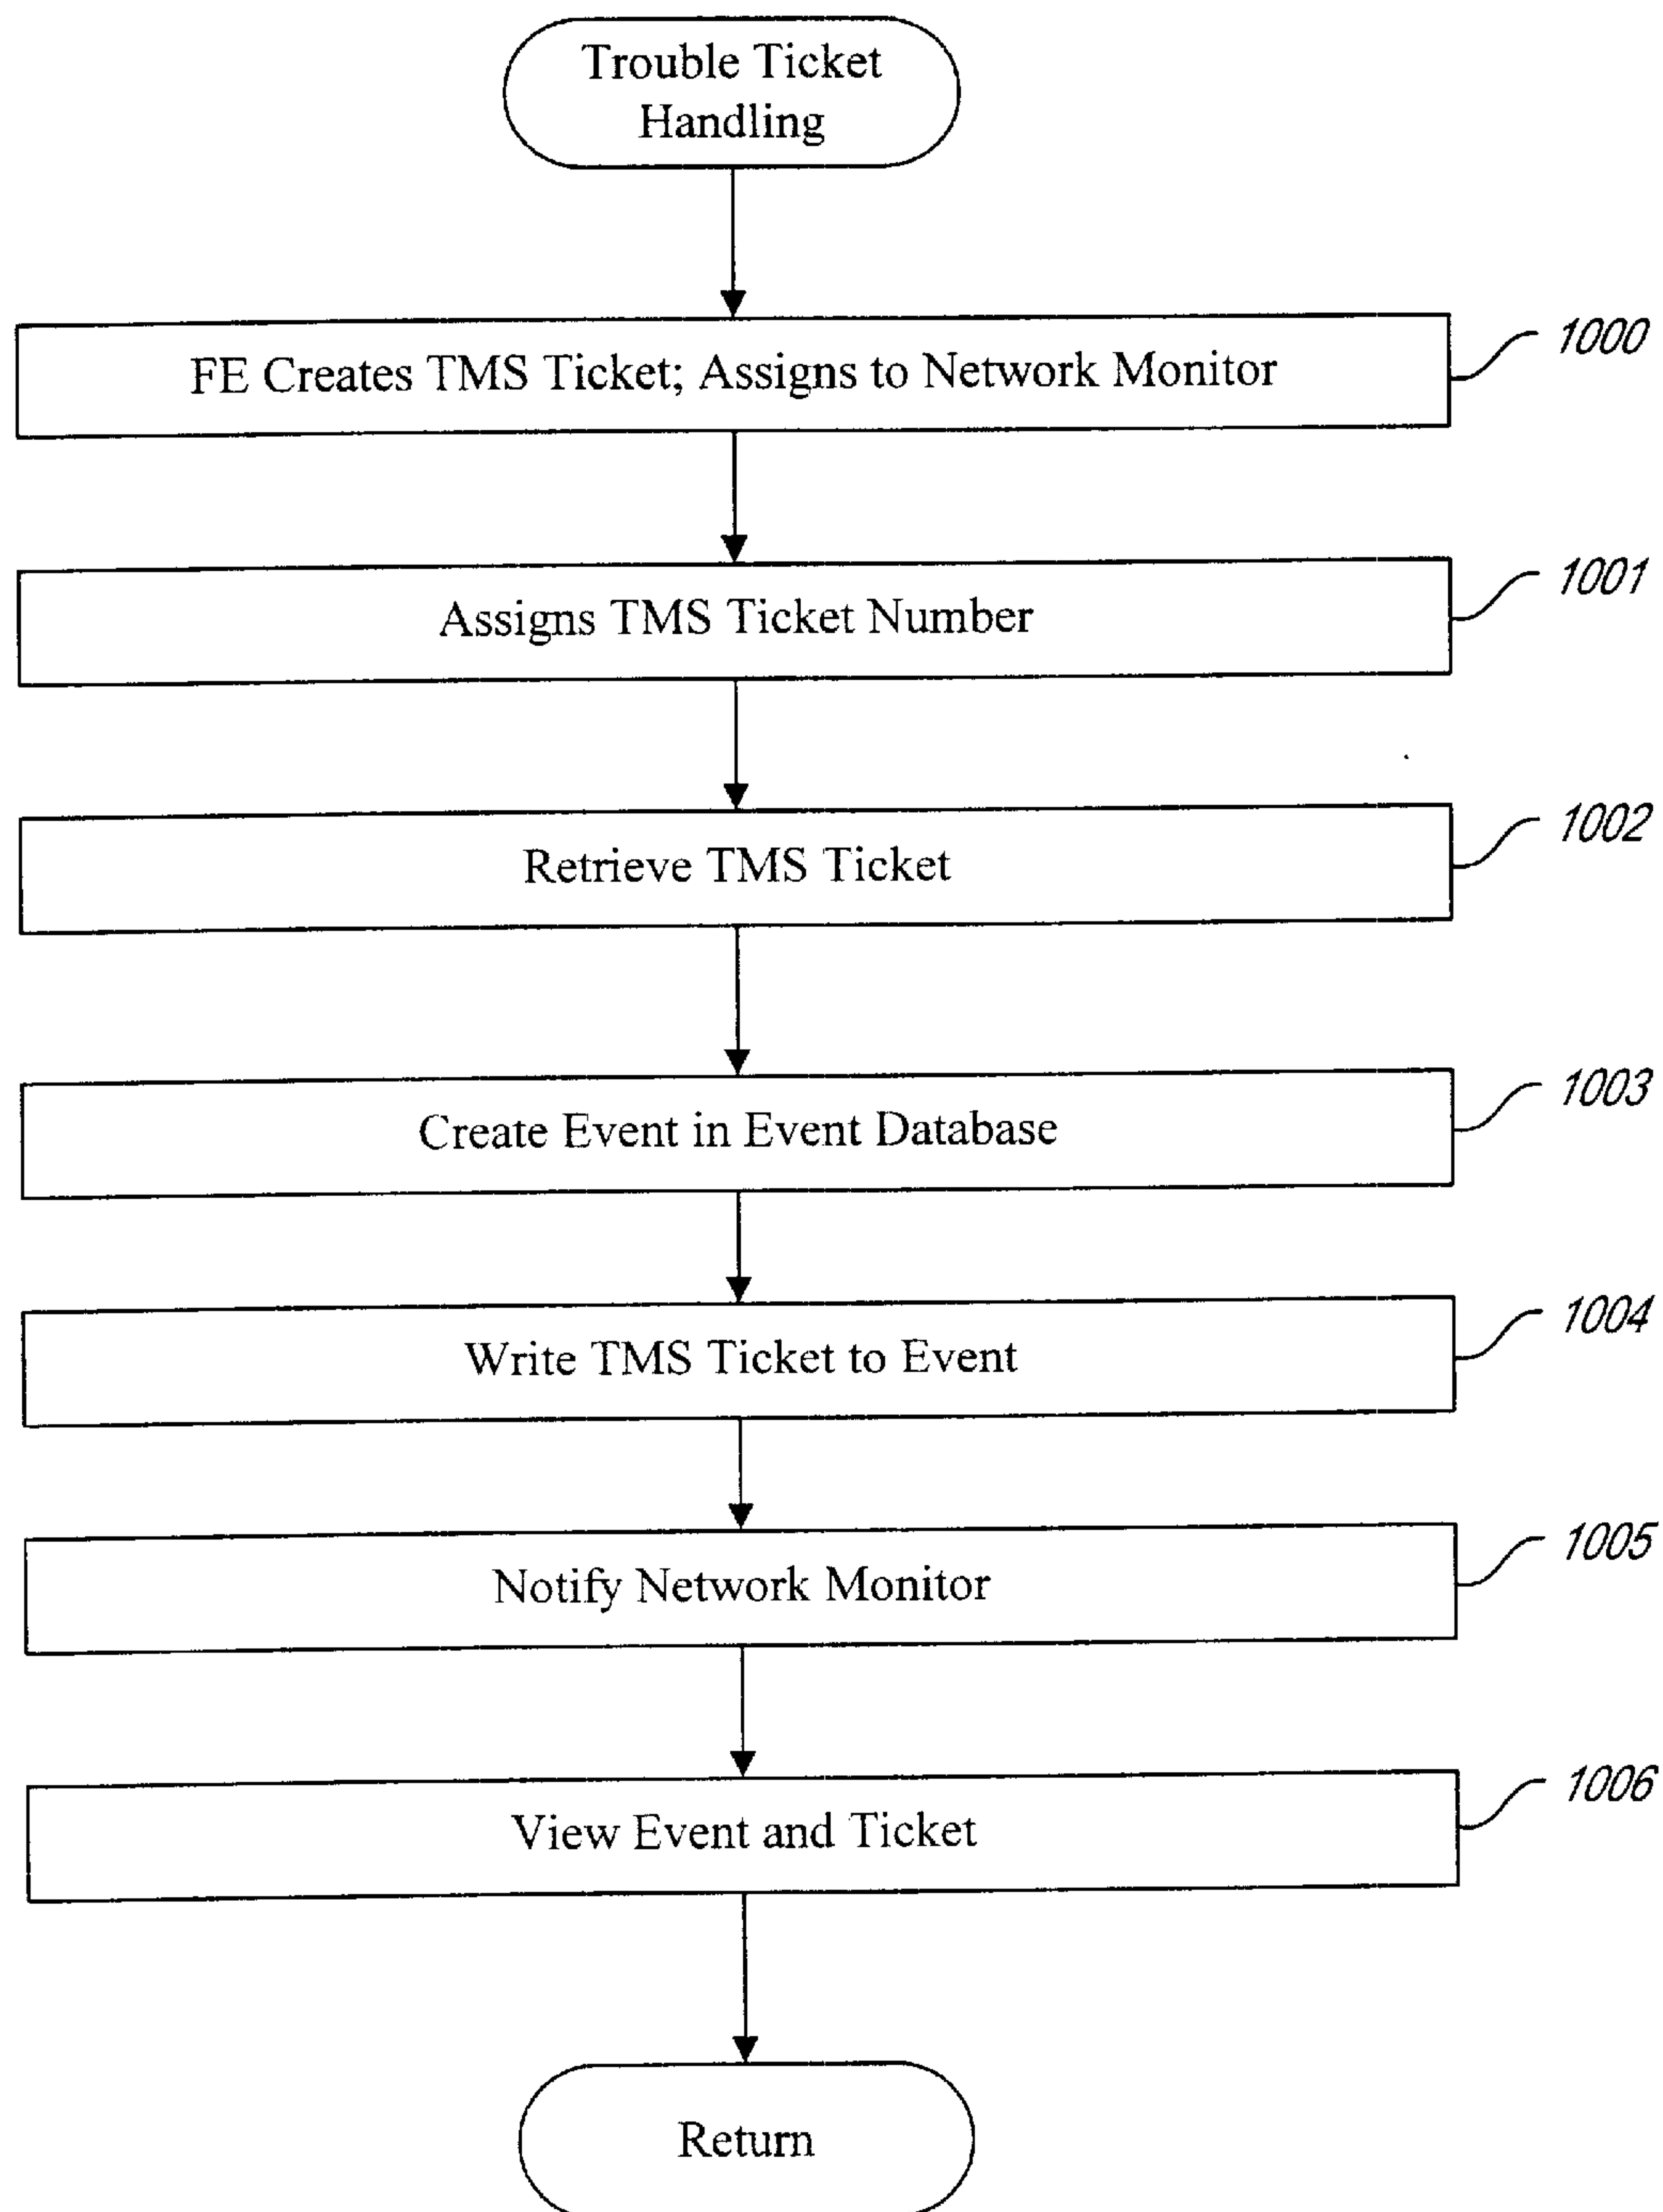 Trouble Ticket
Handling
FE Creates TMS Ticket; Assigns to Network Monitor
1000
Assigns TMS Ticket Number
1001
Retrieve TMS Ticket
1002
Create Event in Event Database
1003
Write TMS Ticket to Event
1004
Notify Network Monitor
1005
View Event and Ticket
1006
Return